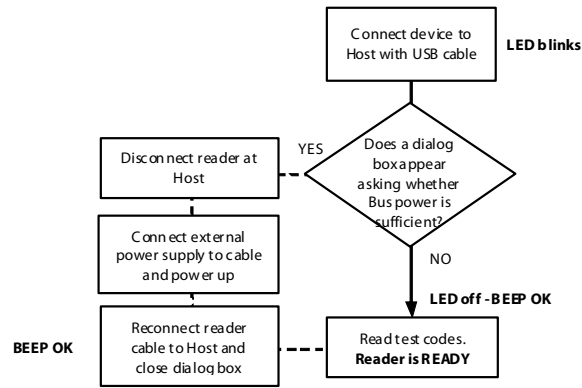 Connect device to
Host with USB cable
LED blinks
YES
Does a dialog
box appear
asking whether
Bus power is
sufficient?
Disconnect reader at
Host
Connect external
power supply to cable
and power up
NO
LED off - BEEP OK
BEEP OK
Reconnect reader
cable to Host and
close dialog box
Read test codes.
Reader is READY